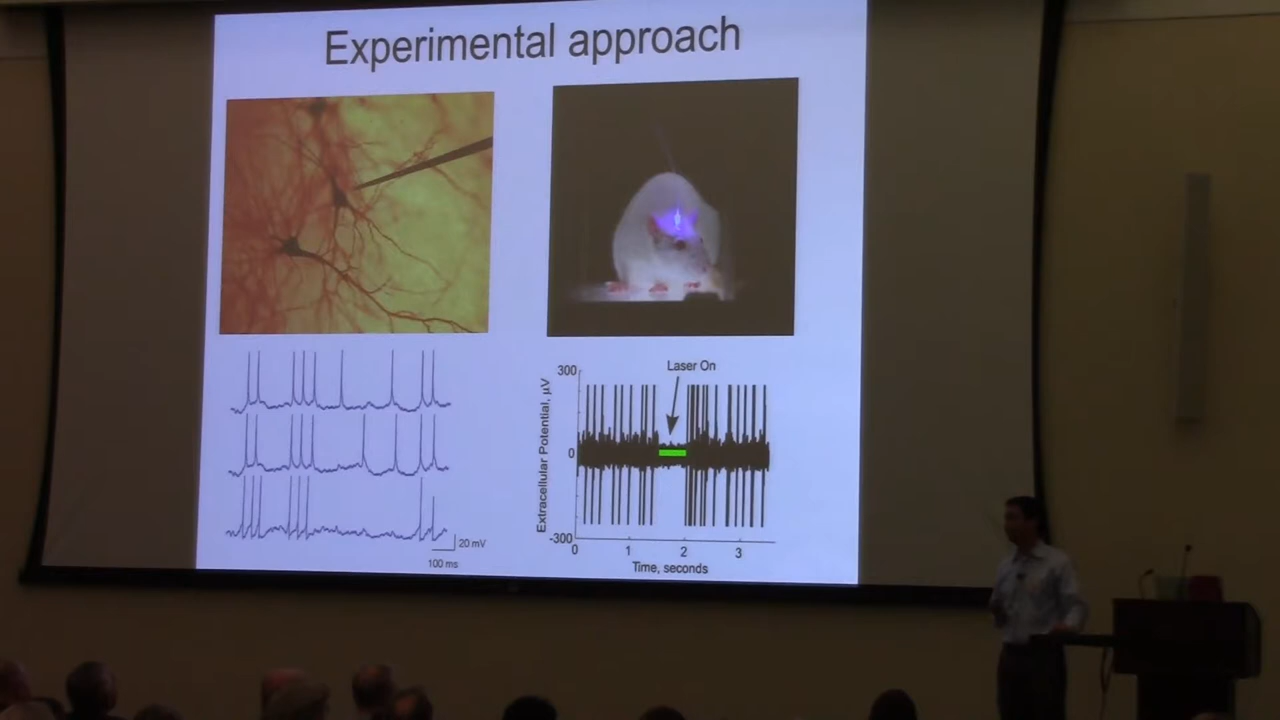 Experimental approach
20 mV
100 ms
Laser On
Extracellular Potential, µV
300
0
-300
0 1 2 3
Time, seconds